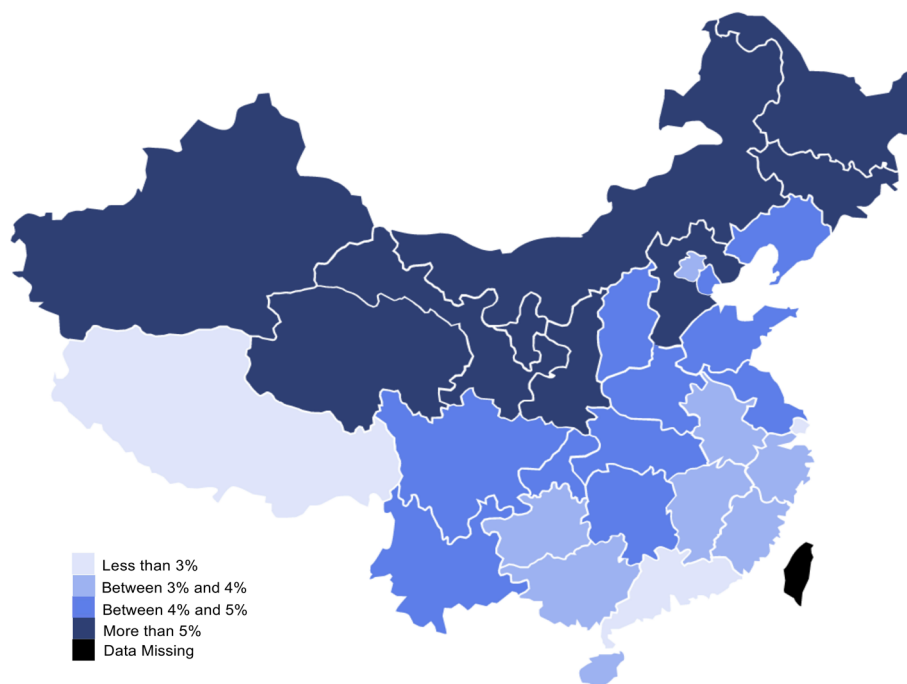 Less than 3%
Between 3% and 4%
Between 4% and 5%
More than 5%
Data Missing